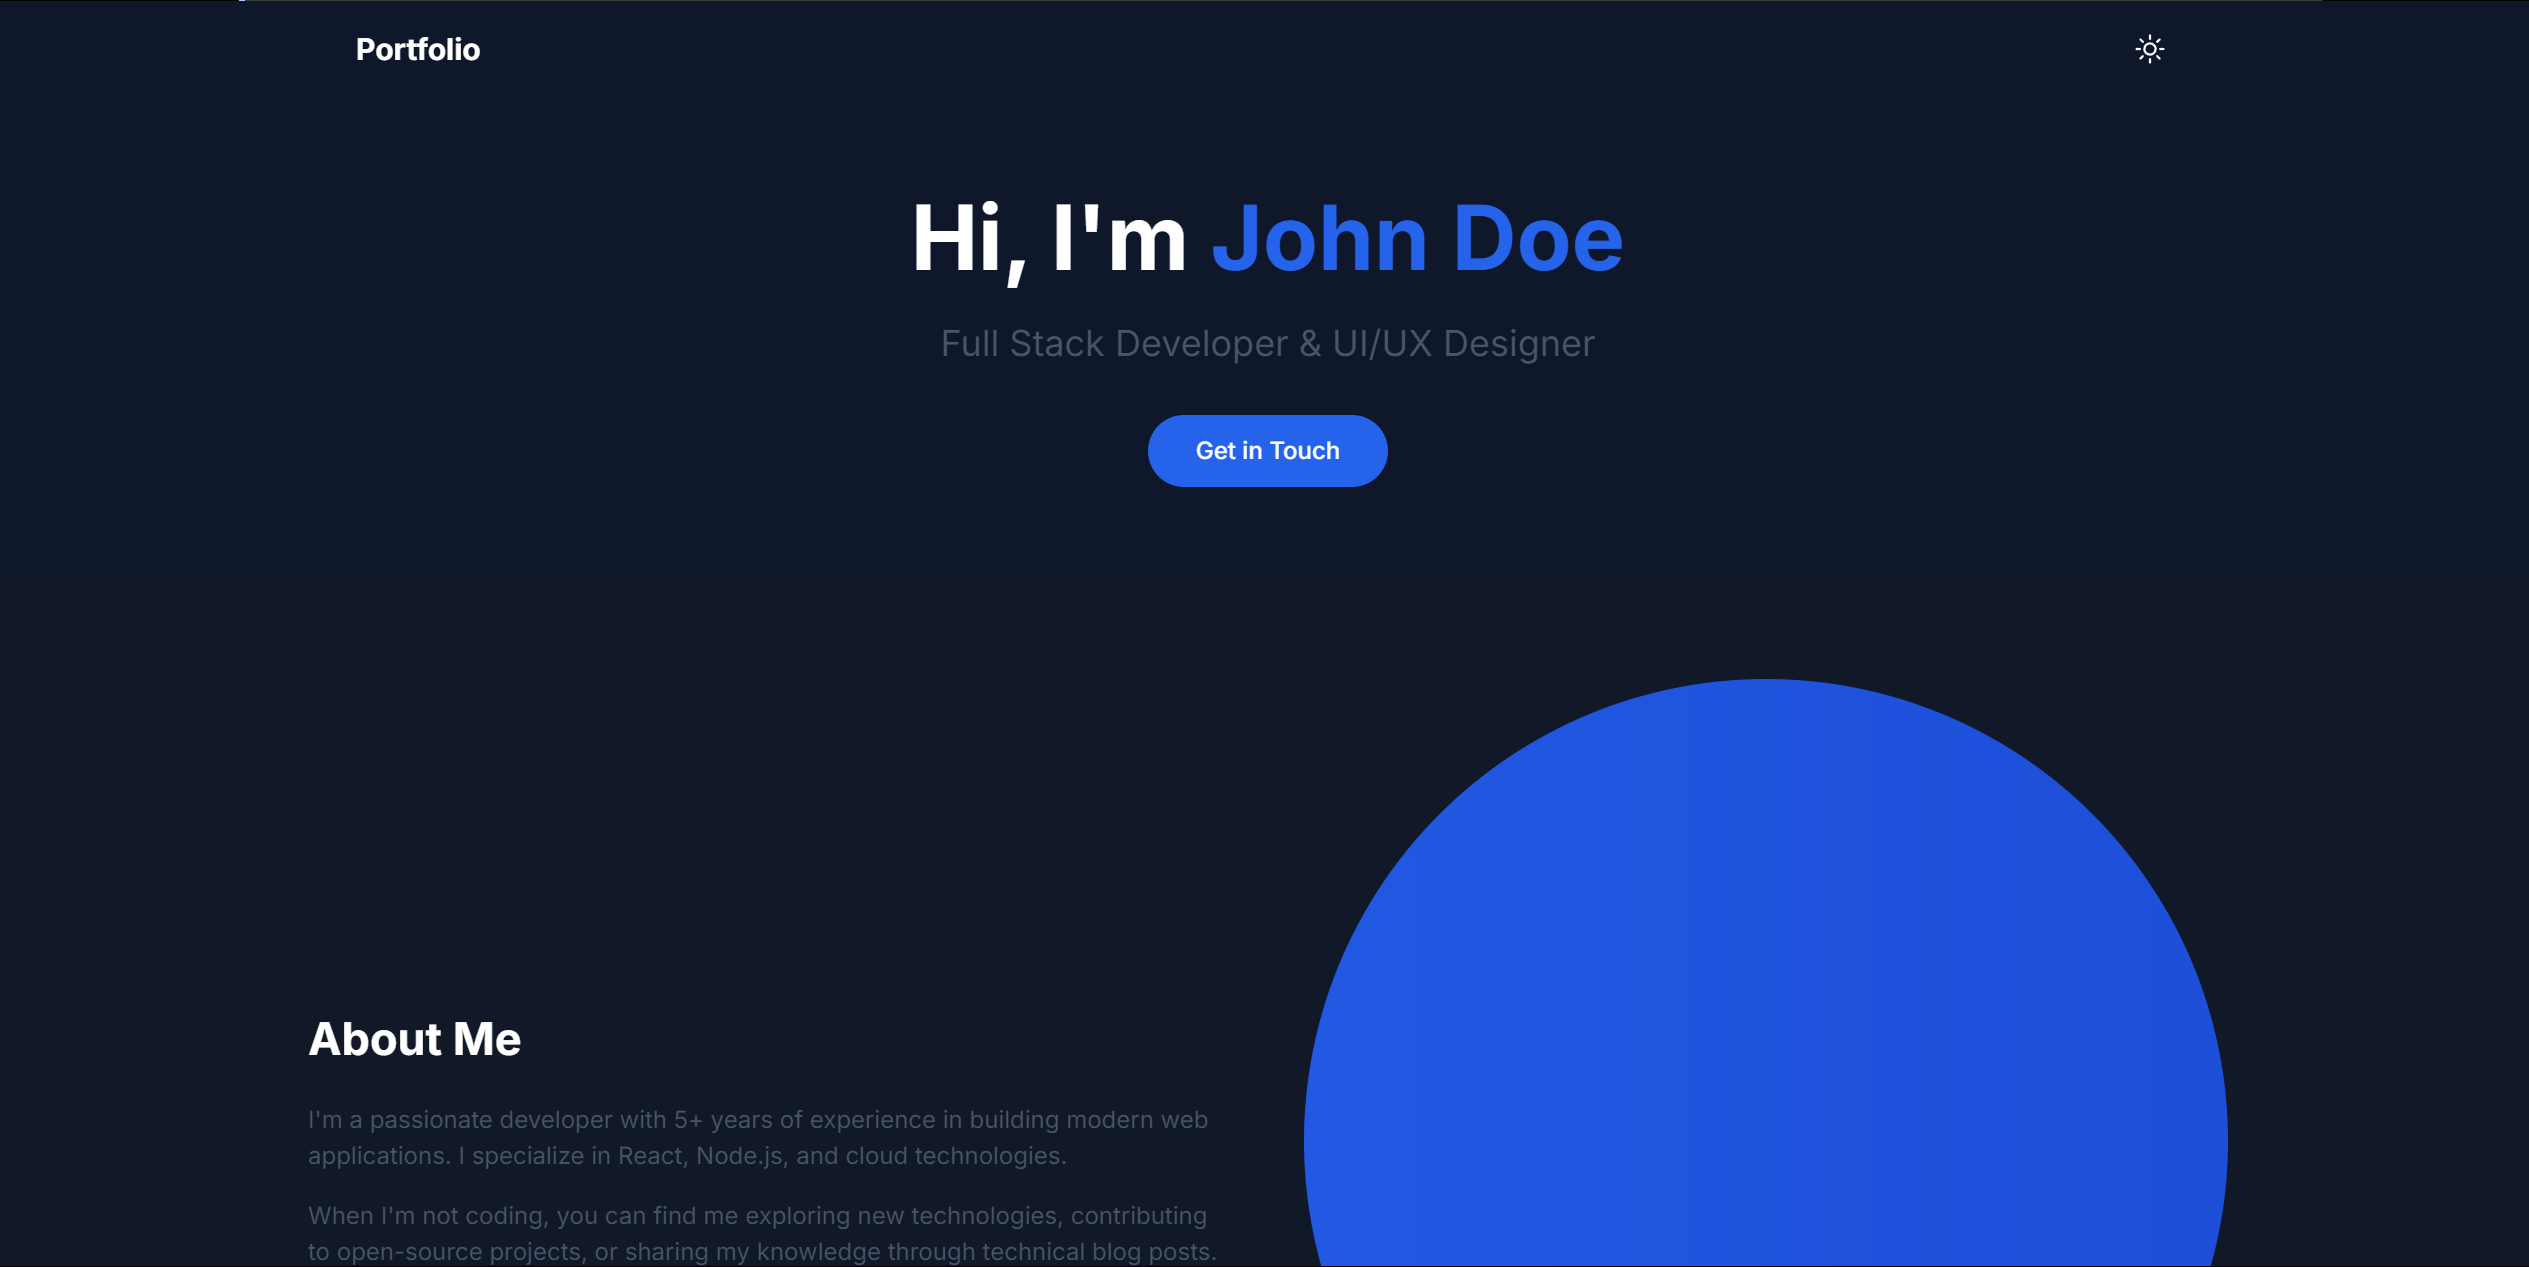 Portfolio
Hi, I'm John Doe
Full Stack Developer & UI/UX Designer
Get in Touch
About Me
I'm a passionate developer with 5+ years of experience in building modern web
applications. I specialize in React, Node.js, and cloud technologies.
When I'm not coding, you can find me exploring new technologies, contributing
to open-source projects, or sharing my knowledge through technical blog posts.